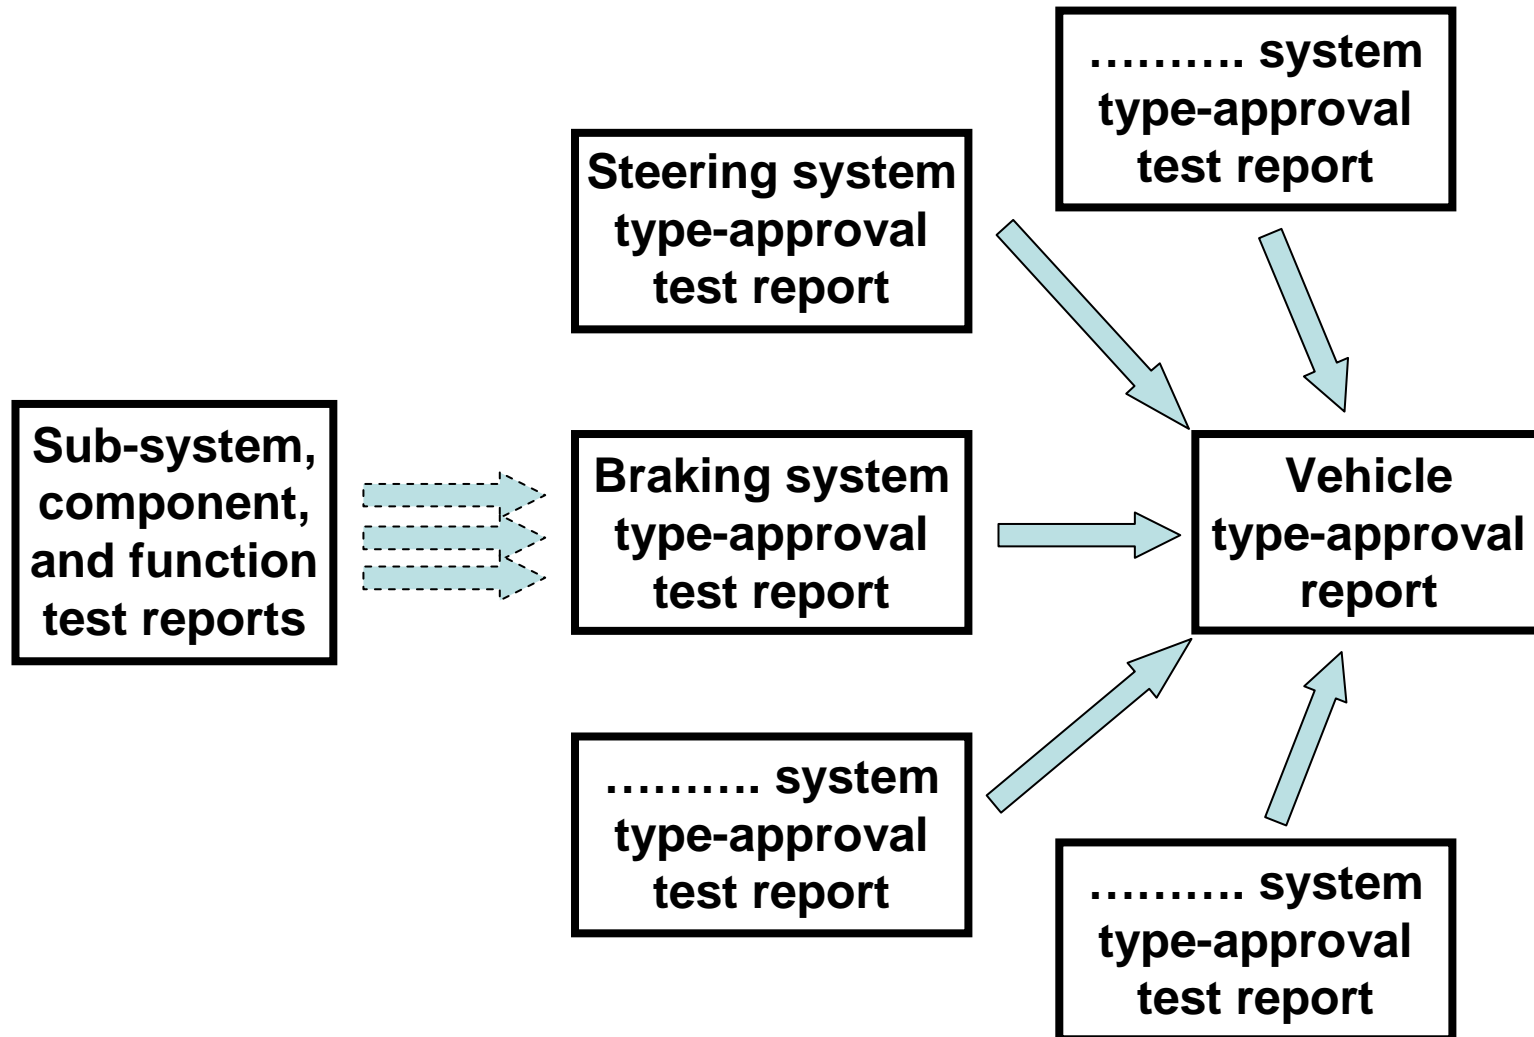 ………. system
type-approval
test report
Steering system
type-approval
test report
Sub-system,
component,
and function
test reports
Braking system
type-approval
test report
Vehicle
type-approval
report
………. system
type-approval
test report
………. system
type-approval
test report